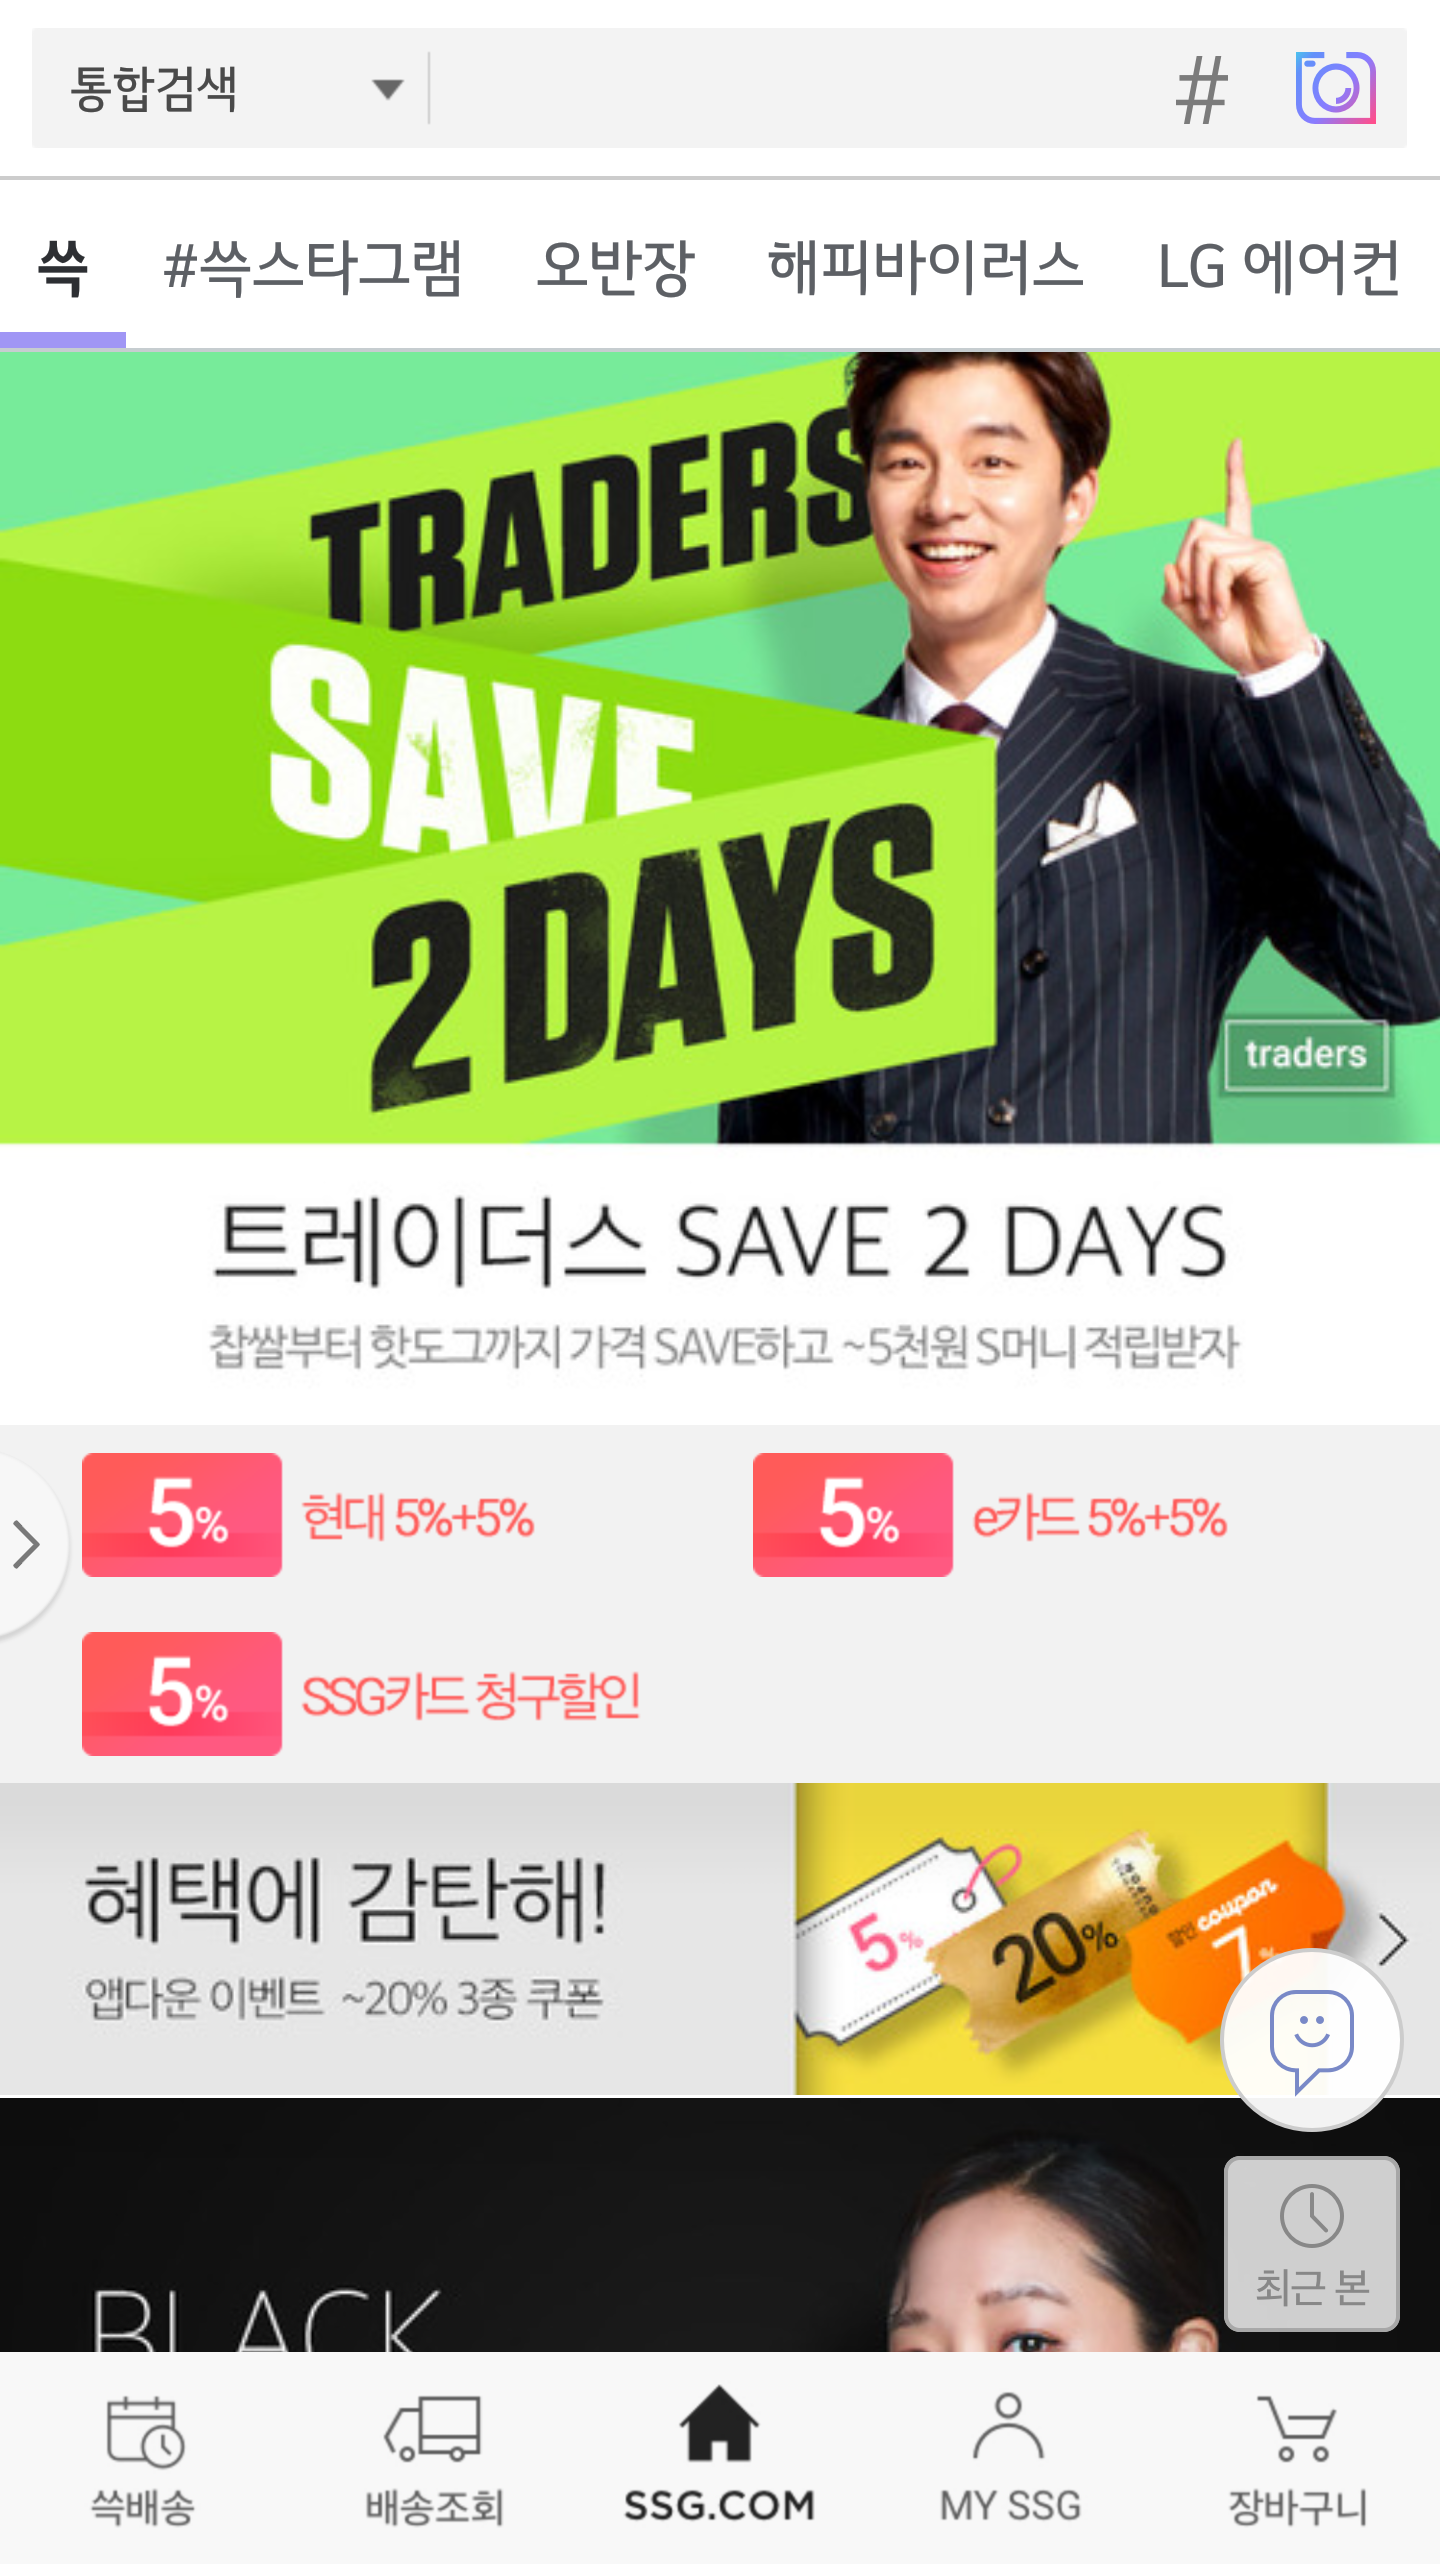 통합검색
#
쓱 #쓱스타그램 오반장 해피바이러스 LG 에어컨
TRADERS
SAVE
2 DAYS
traders
트레이더스 SAVE 2 DAYS
찹쌀부터 핫도그까지 가격 SAVE하고 ~5천원 S머니 적립받자
5% 현대 5%+5%
5% e카드 5%+5%
5% SSG카드 청구할인
혜택에 감탄해!
앱다운 이벤트 ~20% 3종 쿠폰
5%
20%
할인 coupon
7%
BLACK
최근 본
쓱배송 배송조회 SSG.COM MY SSG 장바구니